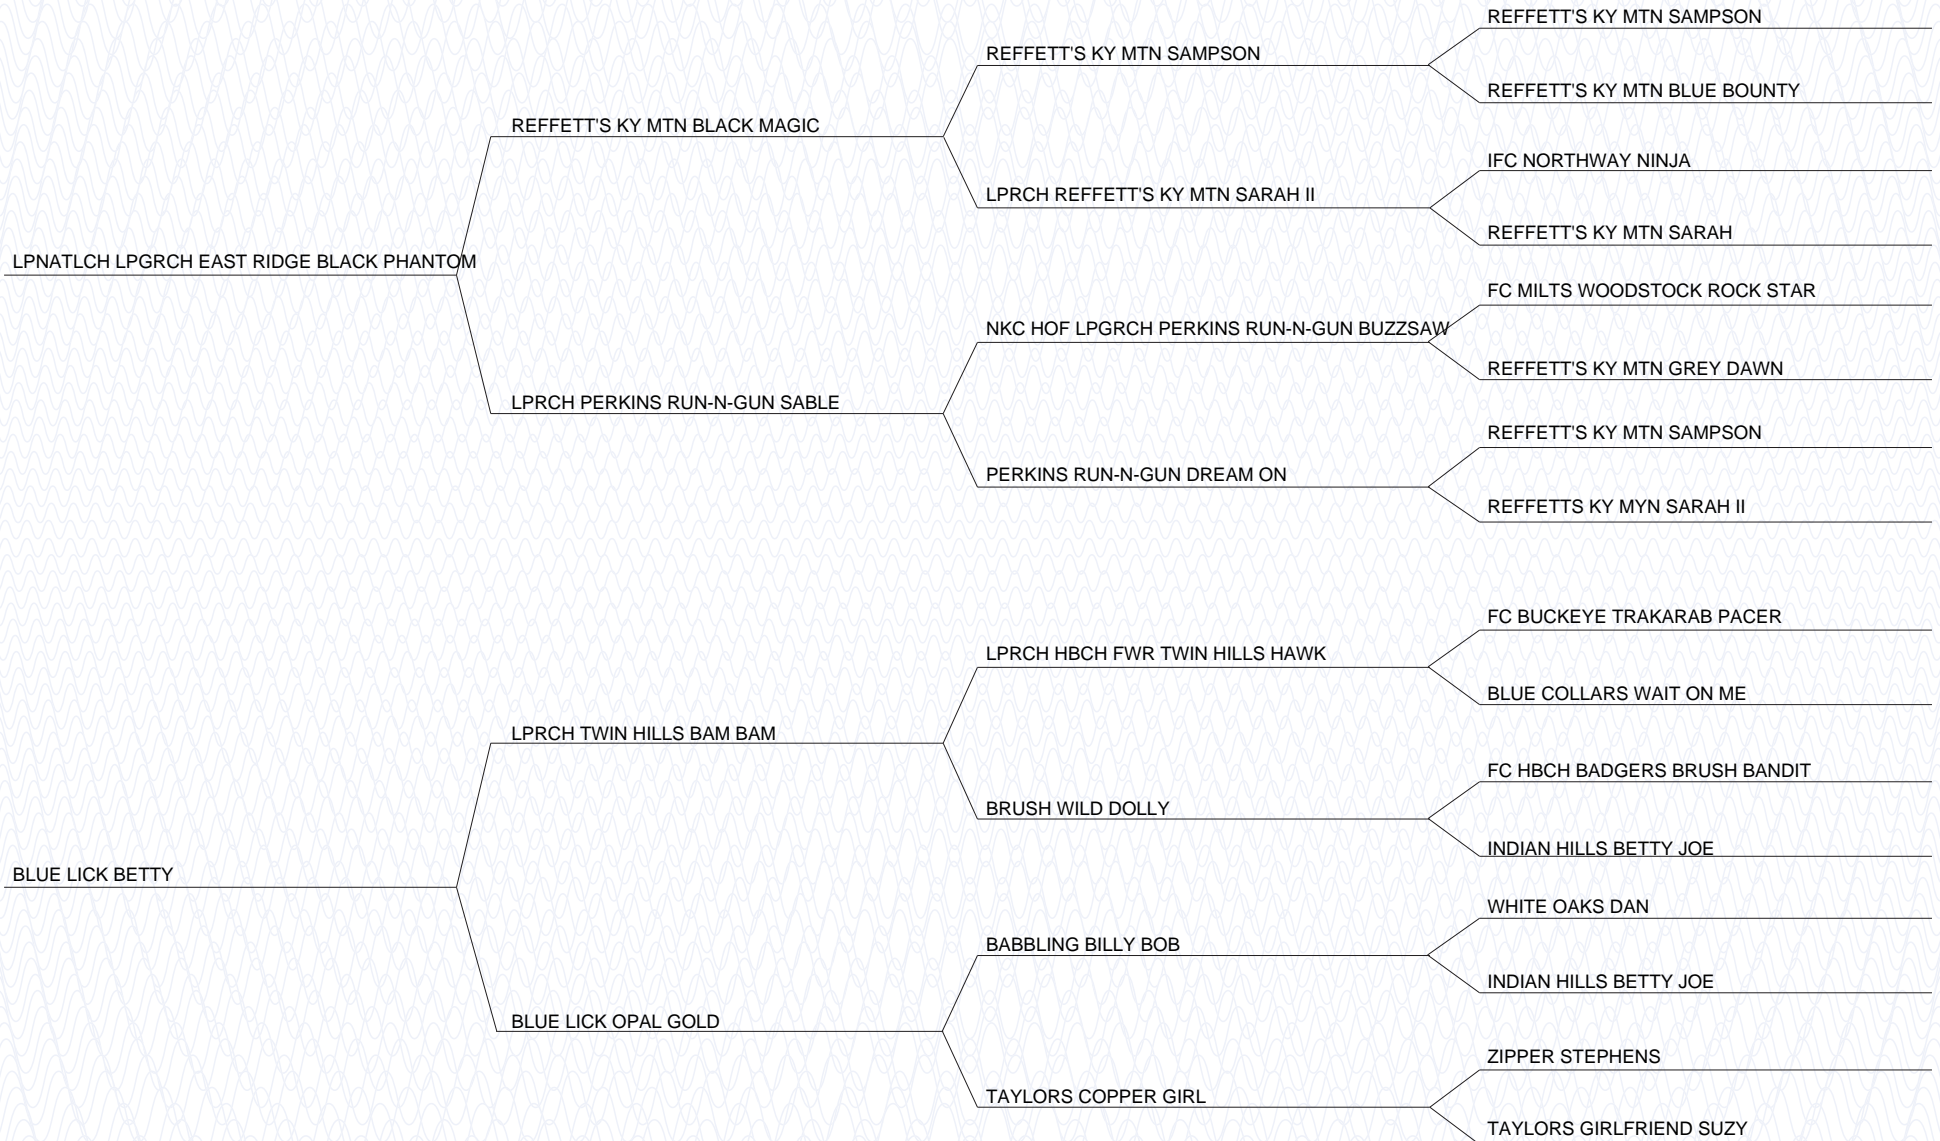 REFFETT'S KY MTN SAMPSON
REFFETT'S KY MTN SAMPSON
REFFETT'S KY MTN BLUE BOUNTY
REFFETT'S KY MTN BLACK MAGIC
IFC NORTHWAY NINJA
LPRCH REFFETT'S KY MTN SARAH II
REFFETT'S KY MTN SARAH
LPNATLCH LPGRCH EAST RIDGE BLACK PHANTOM
FC MILTS WOODSTOCK ROCK STAR
NKC HOF LPGRCH PERKINS RUN-N-GUN BUZZSAW
REFFETT'S KY MTN GREY DAWN
LPRCH PERKINS RUN-N-GUN SABLE
REFFETT'S KY MTN SAMPSON
PERKINS RUN-N-GUN DREAM ON
REFFETTS KY MYN SARAH II
FC BUCKEYE TRAKARAB PACER
LPRCH HBCH FWR TWIN HILLS HAWK
BLUE COLLARS WAIT ON ME
LPRCH TWIN HILLS BAM BAM
FC HBCH BADGERS BRUSH BANDIT
BRUSH WILD DOLLY
INDIAN HILLS BETTY JOE
BLUE LICK BETTY
WHITE OAKS DAN
BABBLING BILLY BOB
INDIAN HILLS BETTY JOE
BLUE LICK OPAL GOLD
ZIPPER STEPHENS
TAYLORS COPPER GIRL
TAYLORS GIRLFRIEND SUZY